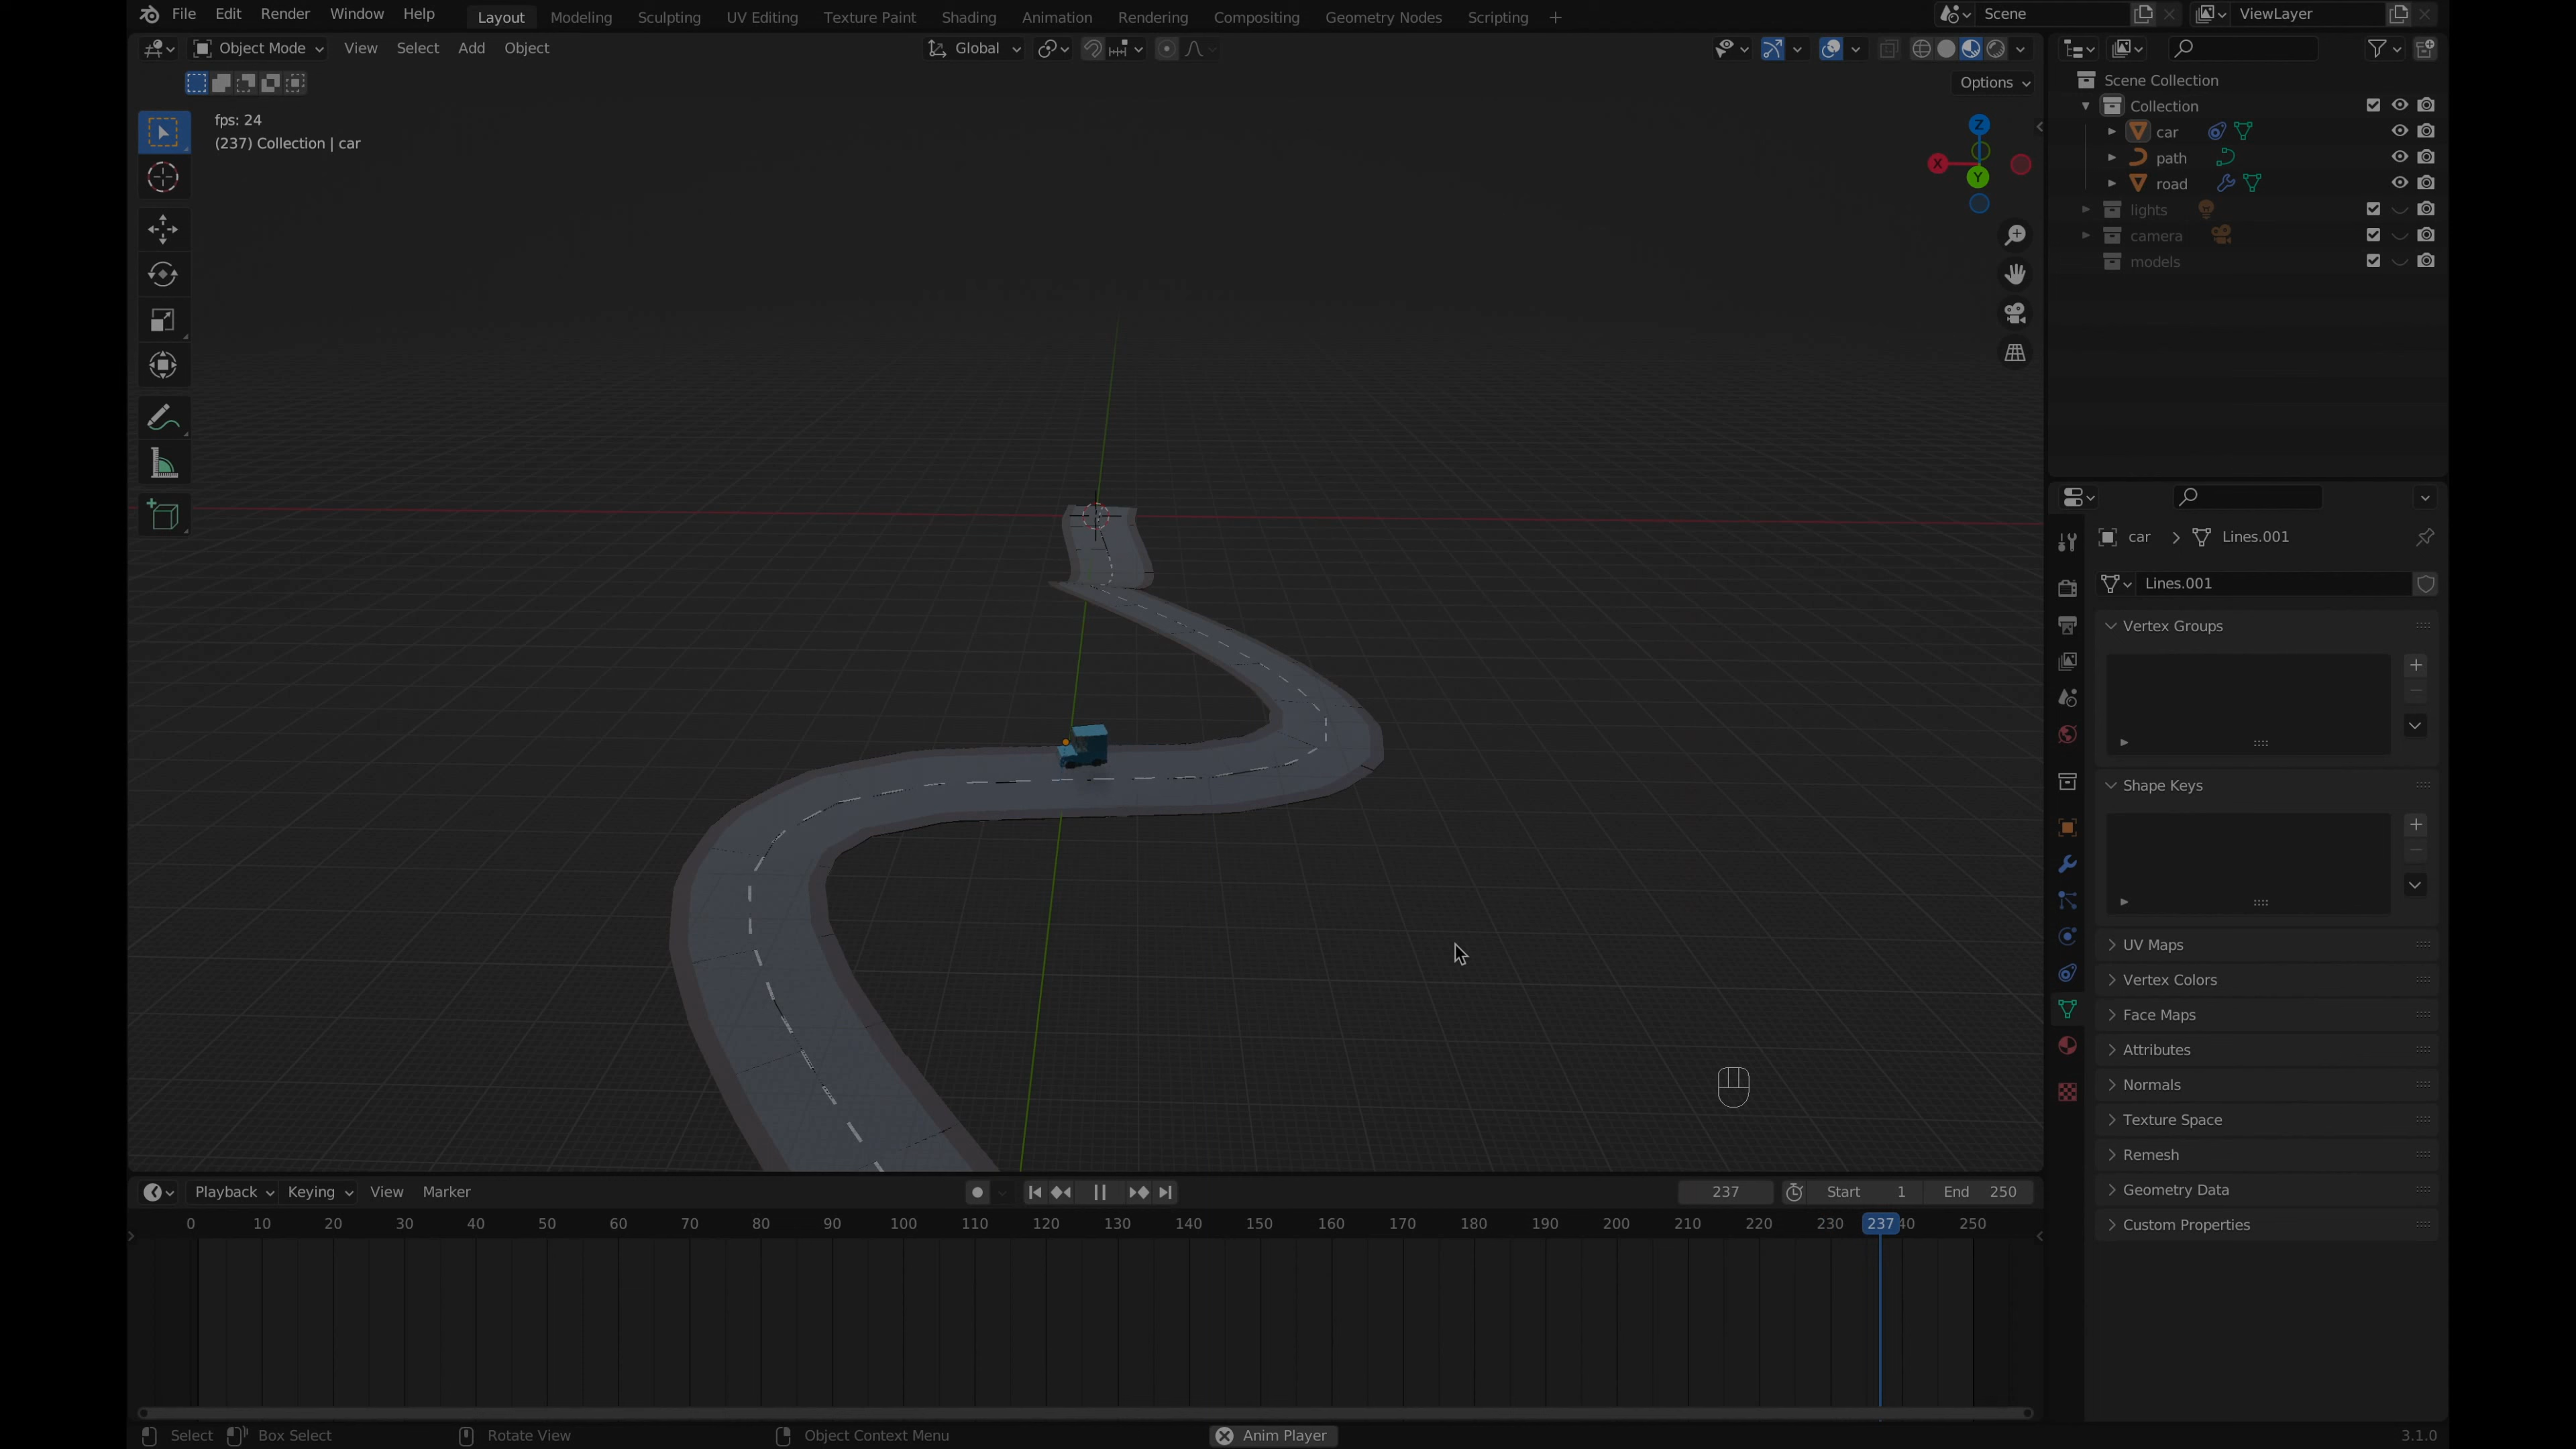 File Edit Render Window Help Layout Modeling Sculpting UV Editing Texture Paint Shading Animation Rendering Compositing Geometry Nodes Scripting Scene ViewLayer
Object Mode View Select Add Object Global
Options
fps: 24
(237) Collection | car
Z
X
Y
Scene Collection
Collection
car
path
road
lights
camera
models
car Lines.001
Lines.001
Vertex Groups
Shape Keys
UV Maps
Vertex Colors
Face Maps
Attributes
Normals
Texture Space
Remesh
Geometry Data
Custom Properties
Playback Keying View Marker 237 Start 1 End 250
0 10 20 30 40 50 60 70 80 90 100 110 120 130 140 150 160 170 180 190 200 210 220 230 237 40 250
Select Box Select Rotate View Object Context Menu Anim Player 3.1.0